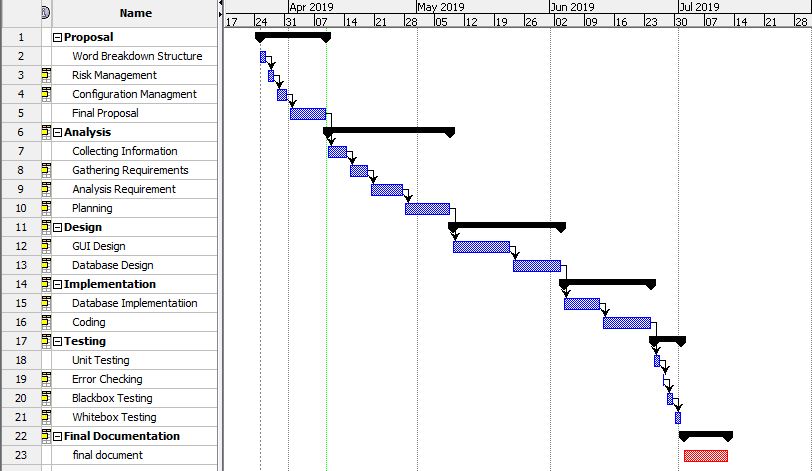 Name
Apr 2019 May 2019 Jun 2019 Jul 2019
17 24 31 07 14 21 28 05 12 19 26 02 09 16 23 30 07 14 21 28
1 Proposal
2 Word Breakdown Structure
3 Risk Management
4 Configuration Managment
5 Final Proposal
6 Analysis
7 Collecting Information
8 Gathering Requirements
9 Analysis Requirement
10 Planning
11 Design
12 GUI Design
13 Database Design
14 Implementation
15 Database Implementatiion
16 Coding
17 Testing
18 Unit Testing
19 Error Checking
20 Blackbox Testing
21 Whitebox Testing
22 Final Documentation
23 final document